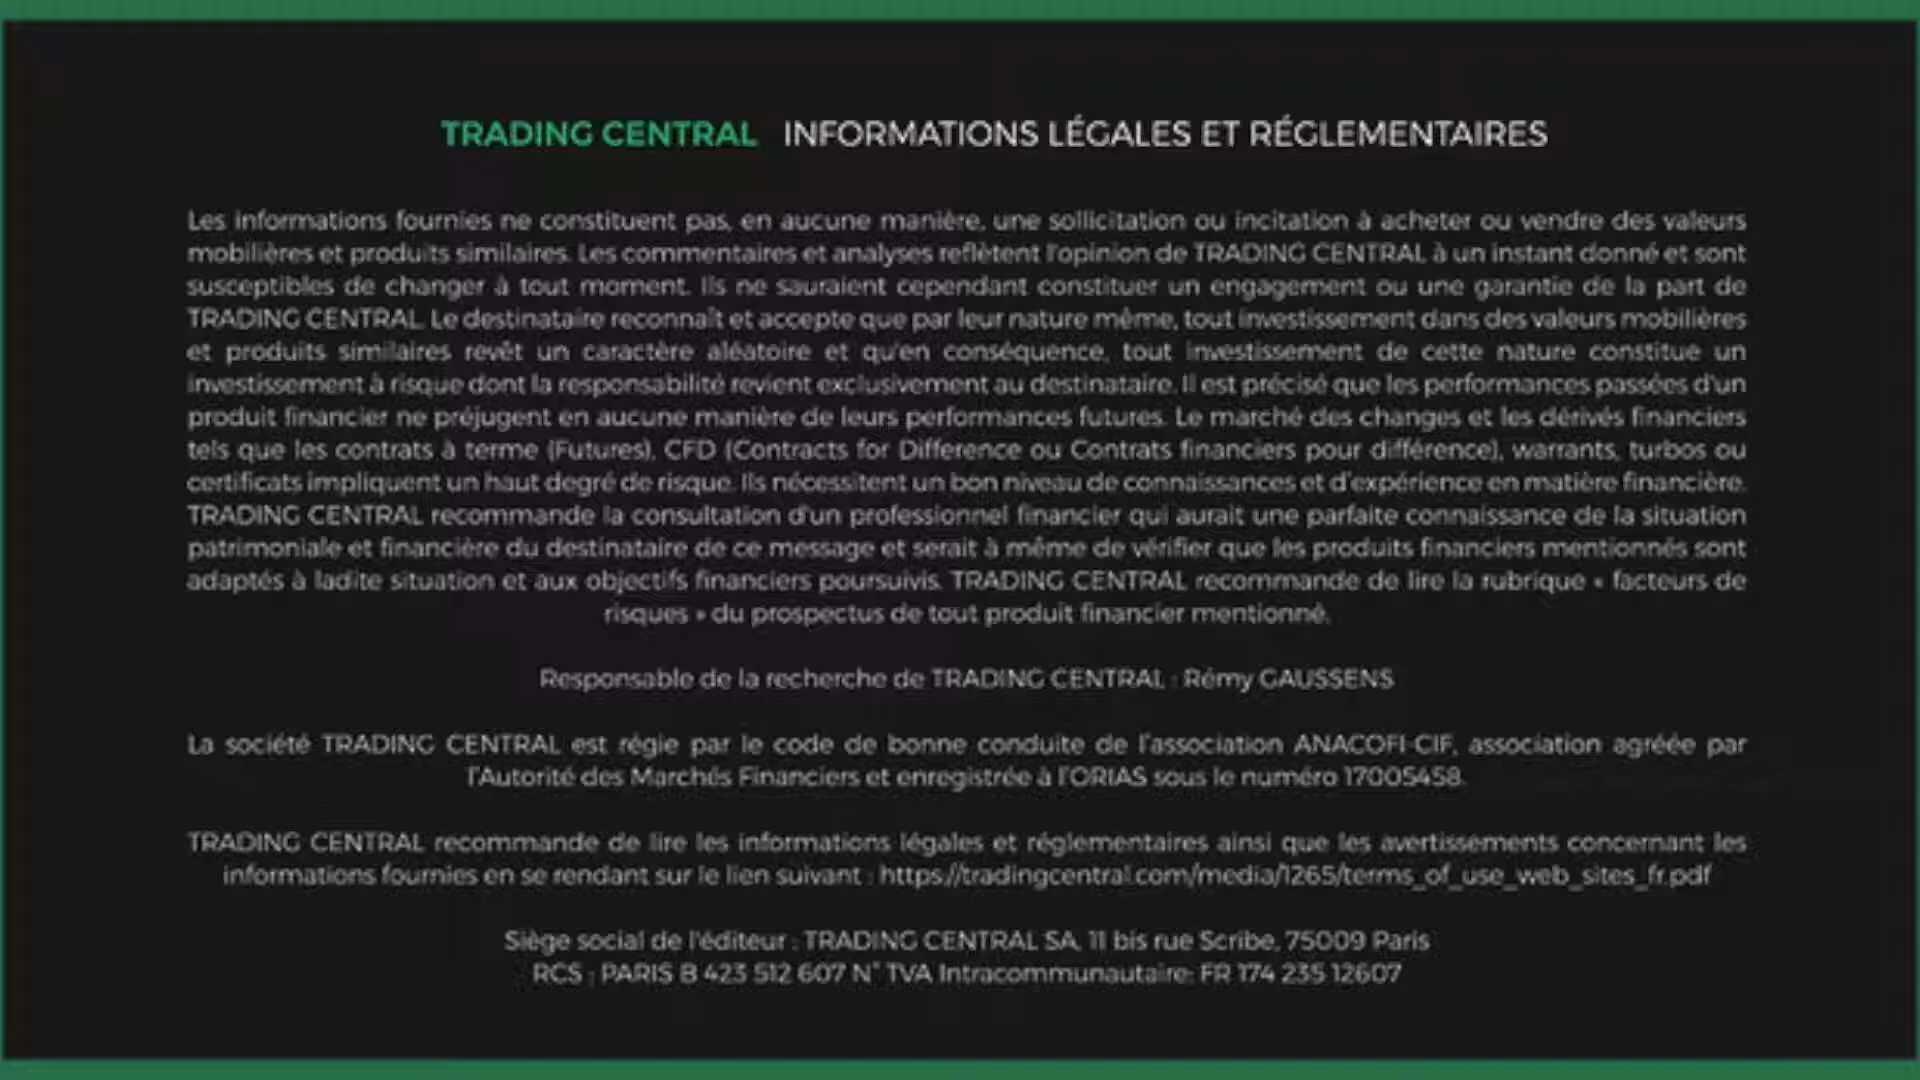 TRADING CENTRAL INFORMATIONS LÉGALES ET RÉGLEMENTAIRES
Les informations fournies ne constituent pas, en aucune manière, une sollicitation ou incitation à acheter ou vendre des valeurs
mobilières et produits similaires. Les commentaires et analyses reflètent l'opinion de TRADING CENTRAL à un instant donné et sont
susceptibles de changer à tout moment. Ils ne sauraient cependant constituer un engagement ou une garantie de la part de
TRADING CENTRAL. Le destinataire reconnaît et accepte que par leur nature même, tout investissement dans des valeurs mobilières
et produits similaires revêt un caractère aléatoire et qu'en conséquence, tout investissement de cette nature constitue un
investissement à risque dont la responsabilité revient exclusivement au destinataire. Il est précisé que les performances passées d'un
produit financier ne préjugent en aucune manière de leurs performances futures. Le marché des changes et les dérivés financiers
tels que les contrats à terme (Futures), CFD (Contracts for Difference ou Contrats financiers pour différence), warrants, turbos ou
certificats impliquent un haut degré de risque. Ils nécessitent un bon niveau de connaissances et d'expérience en matière financière.
TRADING CENTRAL recommande la consultation d'un professionnel financier qui aurait une parfaite connaissance de la situation
patrimoniale et financière du destinataire de ce message et serait à même de vérifier que les produits financiers mentionnés sont
adaptés à ladite situation et aux objectifs financiers poursuivis. TRADING CENTRAL recommande de lire la rubrique « facteurs de
risques » du prospectus de tout produit financier mentionné.
Responsable de la recherche de TRADING CENTRAL : Rémy GAUSSENS
La société TRADING CENTRAL est régie par le code de bonne conduite de l'association ANACOFI-CIF, association agréée par
l'Autorité des Marchés Financiers et enregistrée à l'ORIAS sous le numéro 17005458.
TRADING CENTRAL recommande de lire les informations légales et réglementaires ainsi que les avertissements concernant les
informations fournies en se rendant sur le lien suivant : https://tradingcentral.com/media/1265/terms_of_use_web_sites_fr.pdf
Siège social de l'éditeur : TRADING CENTRAL SA, 11 bis rue Scribe, 75009 Paris
RCS : PARIS B 423 512 607 N° TVA Intracommunautaire: FR 174 235 12607